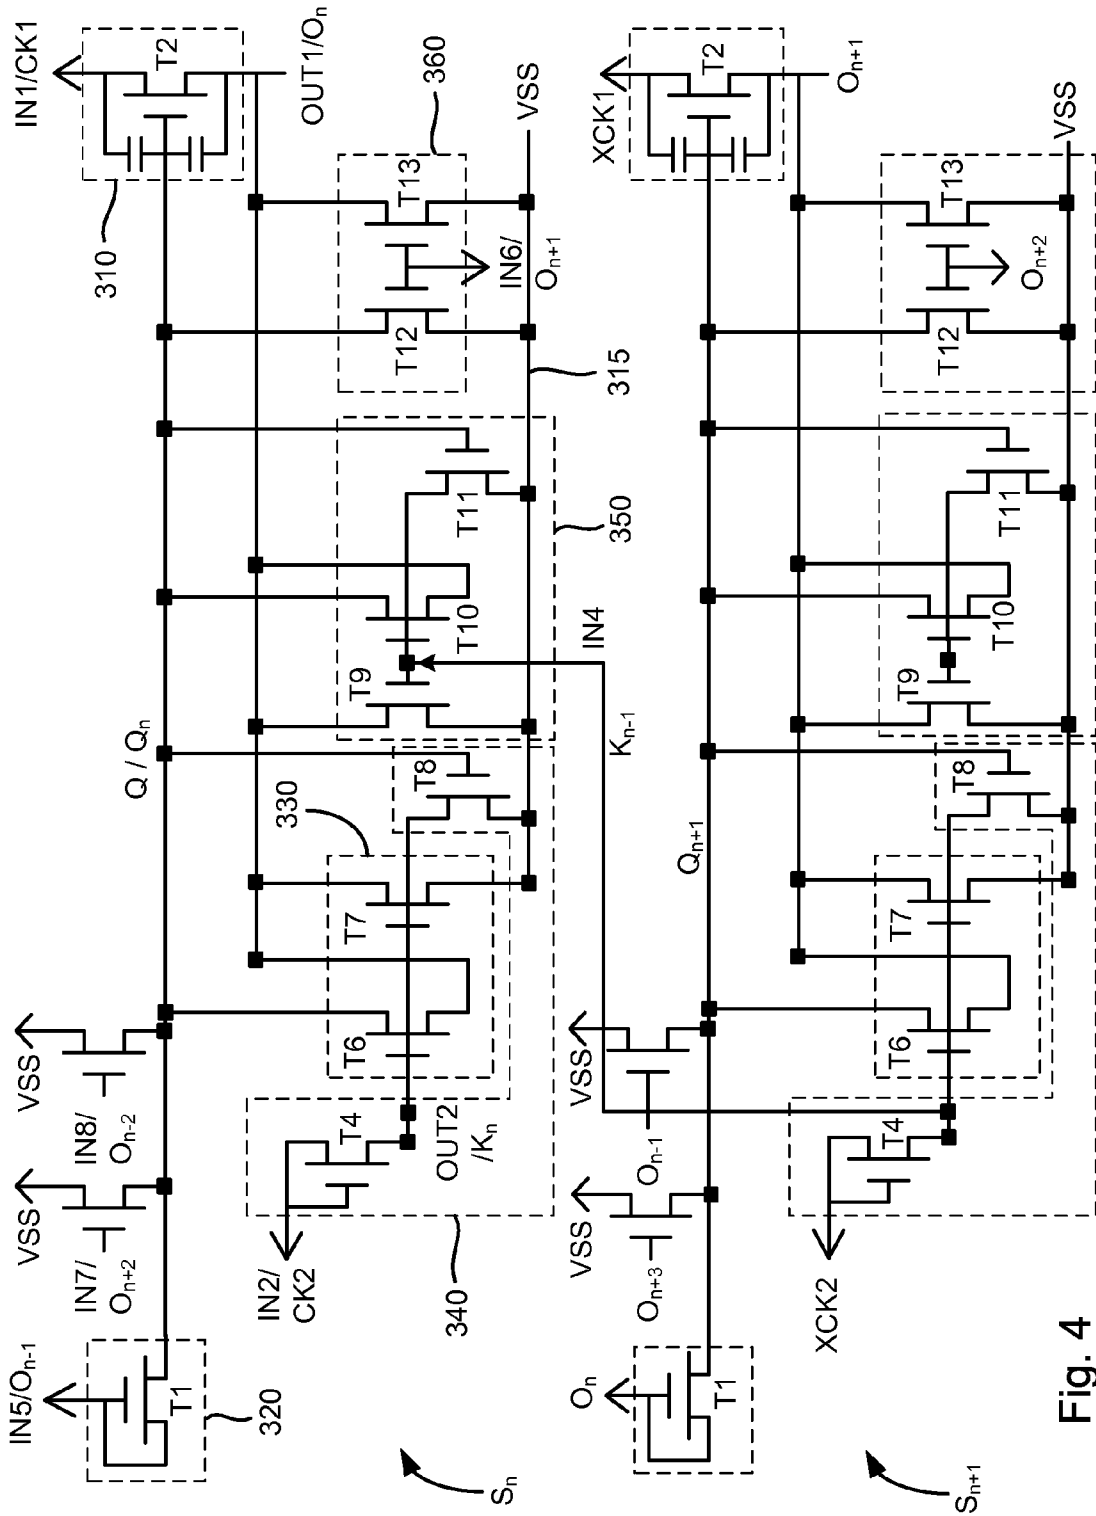 IN5/On-1
T1
320
IN7/
On+2
VSS
IN8/
On-2
VSS
Q / Qn
IN1/CK1
T2
310
OUT1/On
IN2/
CK2
T4
OUT2
/Kn
340
T6
T7
330
T8
T9
T10
T11
350
IN4
Kn-1
T12
T13
IN6/
On+1
360
315
VSS
Sn
On
T1
On+3
VSS
On-1
VSS
Qn+1
XCK1
T2
On+1
XCK2
T4
T6
T7
T8
T9
T10
T11
T12
T13
On+2
VSS
Sn+1
Fig. 4